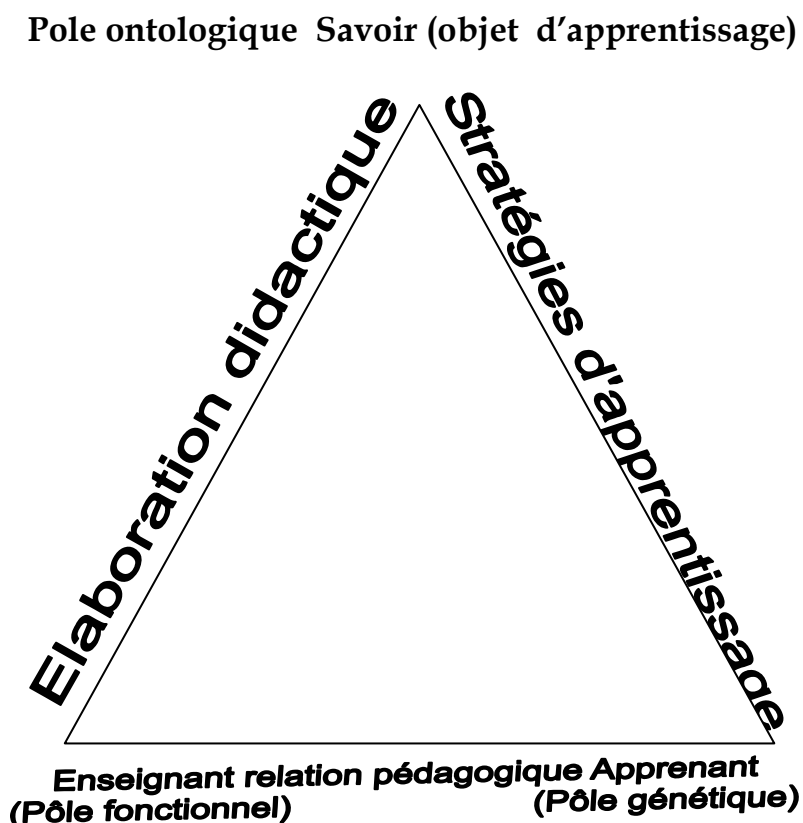 Pole ontologique Savoir (objet d’apprentissage)
Elaboration didactique
Stratégies d'apprentissage
Enseignant relation pédagogique Apprenant
(Pôle fonctionnel) (Pôle génétique)